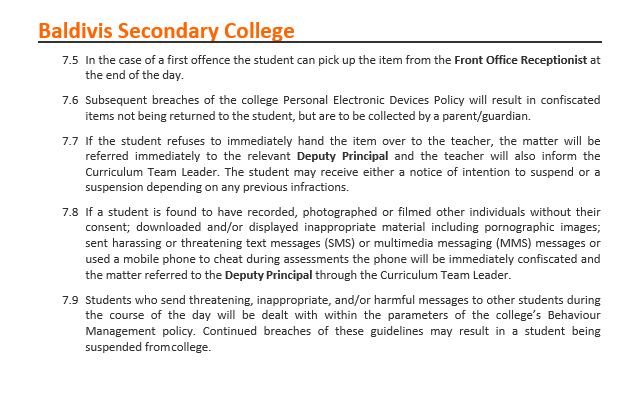 Baldivis Secondary College
7.5 In the case of a first offence the student can pick up the item from the Front Office Receptionist at
the end of the day.
7.6 Subsequent breaches of the college Personal Electronic Devices Policy will result in confiscated
items not being returned to the student, but are to be collected by a parent/guardian.
7.7 If the student refuses to immediately hand the item over to the teacher, the matter will be
referred immediately to the relevant Deputy Principal and the teacher will also inform the
Curriculum Team Leader. The student may receive either a notice of intention to suspend or a
suspension depending on any previous infractions.
7.8 If a student is found to have recorded, photographed or filmed other individuals without their
consent; downloaded and/or displayed inappropriate material including pornographic images;
sent harassing or threatening text messages (SMS) or multimedia messaging (MMS) messages or
used a mobile phone to cheat during assessments the phone will be immediately confiscated and
the matter referred to the Deputy Principal through the Curriculum Team Leader.
7.9 Students who send threatening, inappropriate, and/or harmful messages to other students during
the course of the day will be dealt with within the parameters of the college's Behaviour
Management policy. Continued breaches of these guidelines may result in a student being
suspended fromcollege.